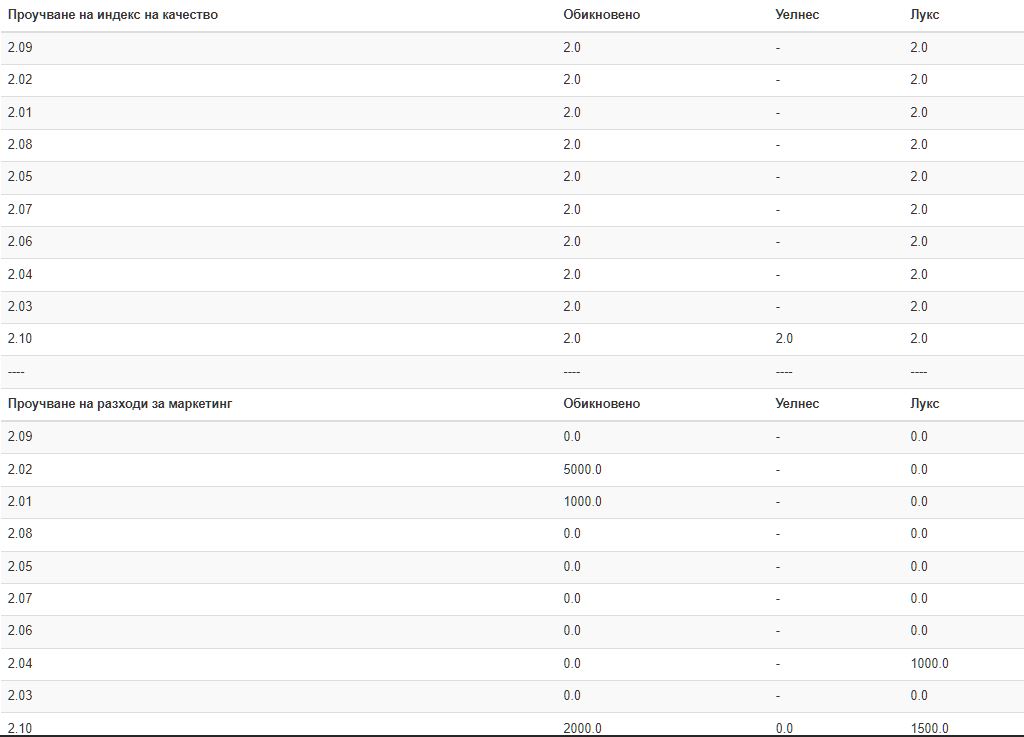 Проучване на индекс на качество Обикновено Уелнес Лукс
2.09 2.0 - 2.0
2.02 2.0 - 2.0
2.01 2.0 - 2.0
2.08 2.0 - 2.0
2.05 2.0 - 2.0
2.07 2.0 - 2.0
2.06 2.0 - 2.0
2.04 2.0 - 2.0
2.03 2.0 - 2.0
2.10 2.0 2.0 2.0
---- ---- ---- ----
Проучване на разходи за маркетинг Обикновено Уелнес Лукс
2.09 0.0 - 0.0
2.02 5000.0 - 0.0
2.01 1000.0 - 0.0
2.08 0.0 - 0.0
2.05 0.0 - 0.0
2.07 0.0 - 0.0
2.06 0.0 - 0.0
2.04 0.0 - 1000.0
2.03 0.0 - 0.0
2.10 2000.0 0.0 1500.0